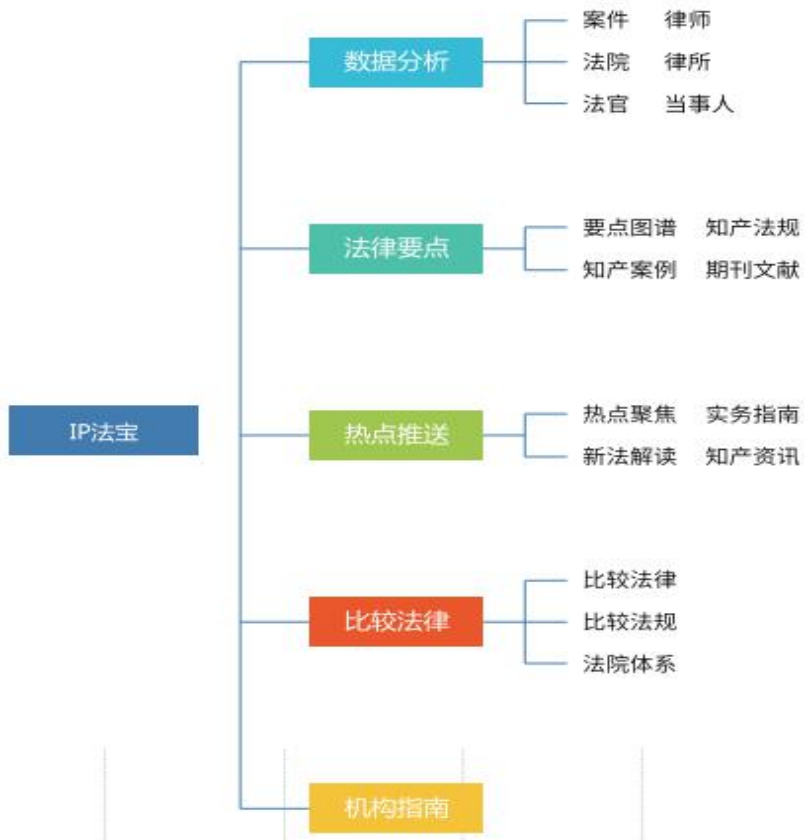 案件 律师
数据分析
法院 律所
法官 当事人
要点图谱 知产法规
法律要点
知产案例 期刊文献
热点聚焦 实务指南
IP法宝
热点推送
新法解读 知产资讯
比较法律
比较法律
比较法规
法院体系
机构指南